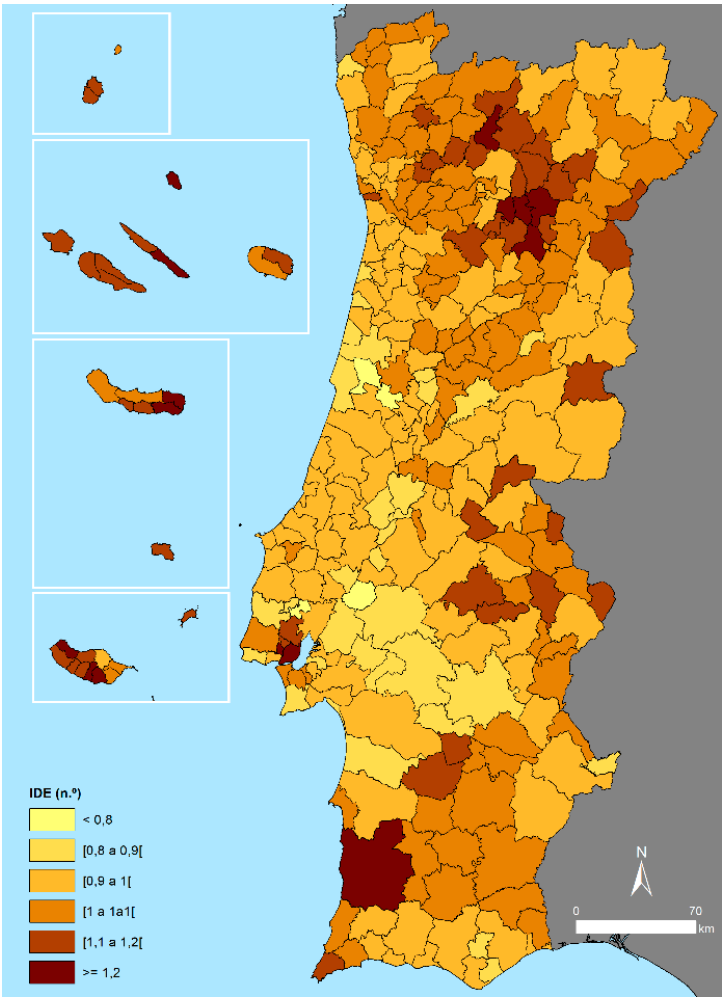 IDE (n.º)
< 0,8
[0,8 a 0,9[
[0,9 a 1[
[1 a 1a1[
[1,1 a 1,2[
>= 1,2
N
0 70
km